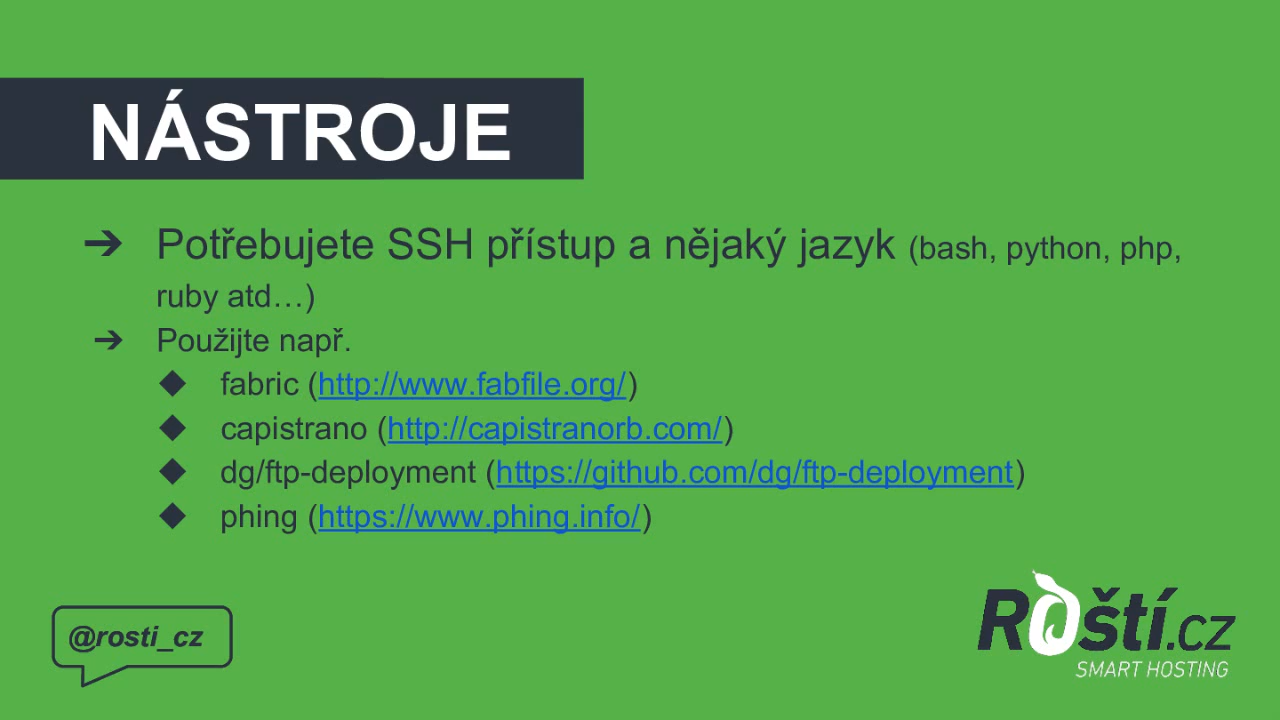 NÁSTROJE
➔ Potřebujete SSH přístup a nějaký jazyk (bash, python, php,
ruby atd…)
➔ Použijte např.
◆ fabric (http://www.fabfile.org/)
◆ capistrano (http://capistranorb.com/)
◆ dg/ftp-deployment (https://github.com/dg/ftp-deployment)
◆ phing (https://www.phing.info/)
@rosti_cz
Roští.cz
SMART HOSTING